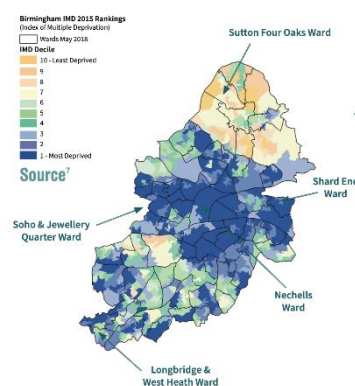 Birmingham IMD 2015 Rankings
(Index of Multiple Deprivation)
Wards May 2018
IMD Decile
10 - Least Deprived
9
8
7
6
5
4
3
2
1 - Most Deprived
Source7
Sutton Four Oaks Ward
Shard End
Ward
Soho & Jewellery
Quarter Ward
Nechells
Ward
Longbridge &
West Heath Ward